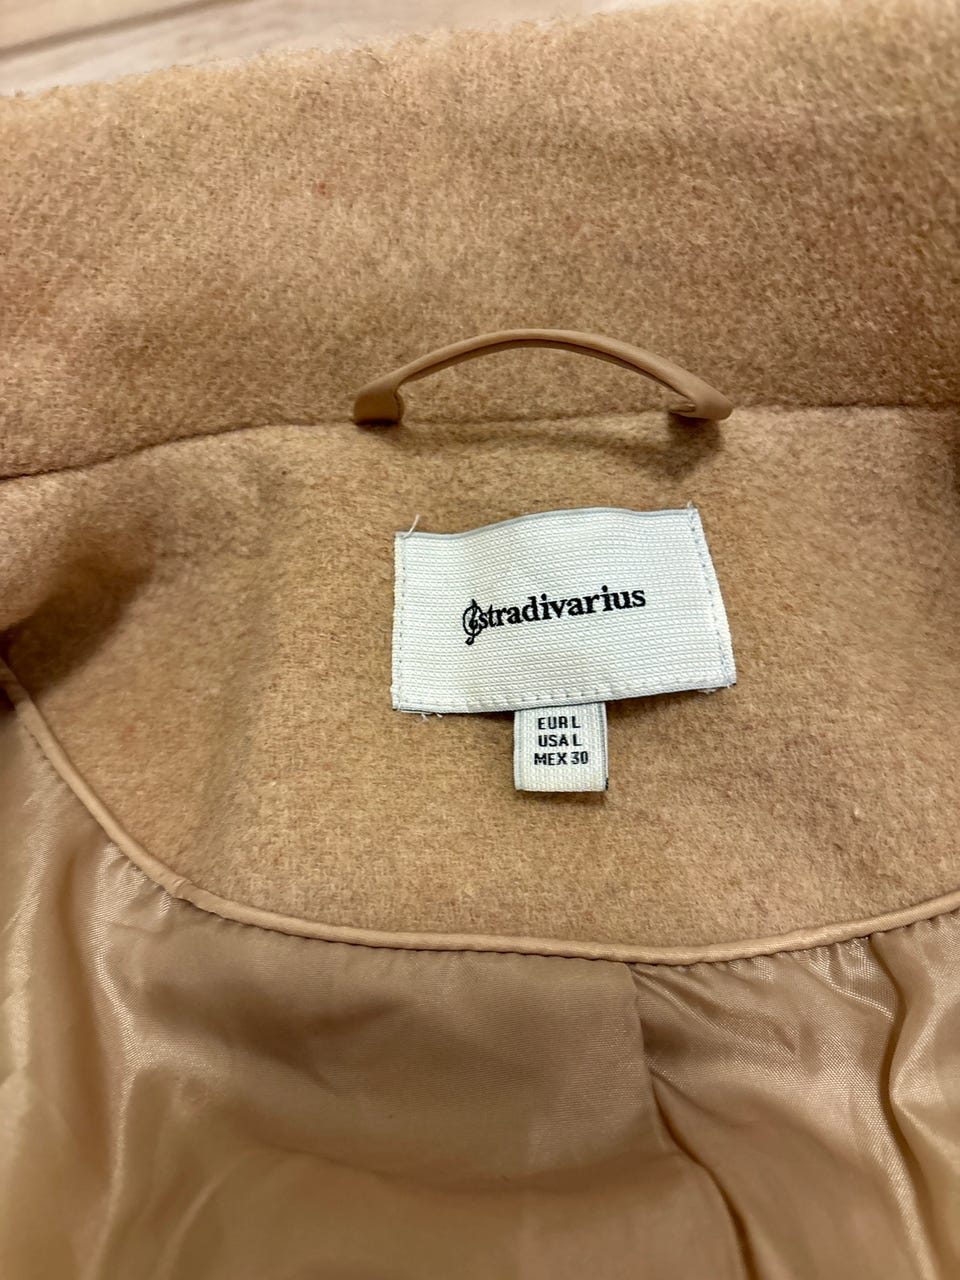 stradivarius
EUR L
USA L
MEX 30